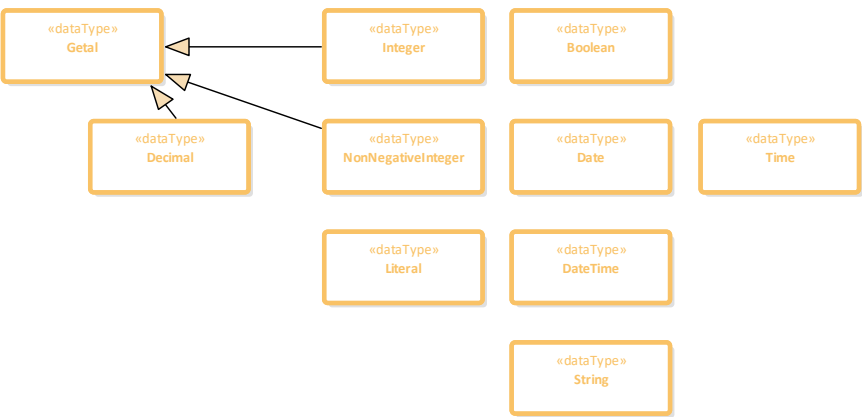 «dataType»
Getal
«dataType»
Integer
«dataType»
Boolean
«dataType»
Decimal
«dataType»
NonNegativeInteger
«dataType»
Date
«dataType»
Time
«dataType»
Literal
«dataType»
DateTime
«dataType»
String